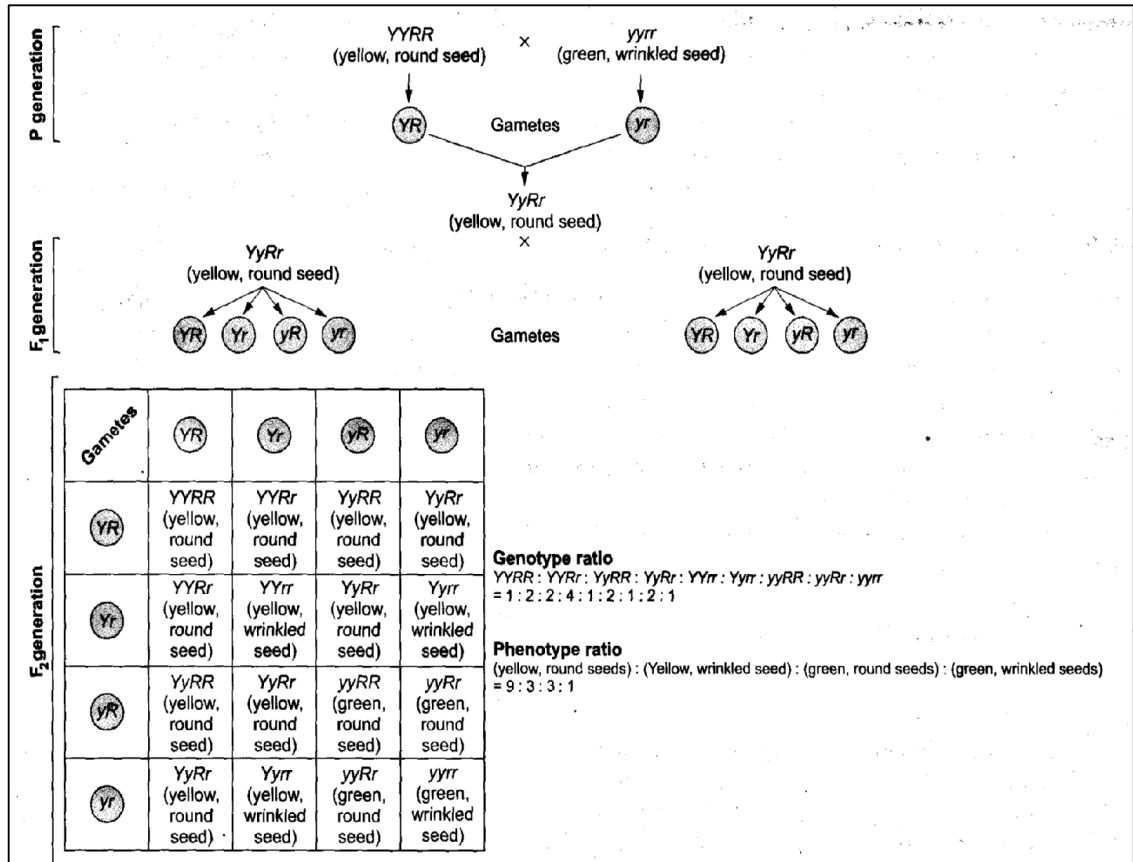 P generation
YYRR × yyrr
(yellow, round seed) (green, wrinkled seed)
YR Gametes yr
YyRr
(yellow, round seed)
×
F1 generation
YyRr YyRr
(yellow, round seed) (yellow, round seed)
YR Yr yR yr Gametes YR Yr yR yr
F2 generation
Gametes YR Yr yR yr
YR
YYRR YYRr YyRR YyRr
(yellow, (yellow, (yellow, (yellow,
round round round round
seed) seed) seed) seed)
Yr
YYRr YYrr YyRr Yyrr
(yellow, (yellow, (yellow, (yellow,
round wrinkled round wrinkled
seed) seed) seed) seed)
yR
YyRR YyRr yyRR yyRr
(yellow, (yellow, (green, (green,
round round round round
seed) seed) seed) seed)
yr
YyRr Yyrr yyRr yyrr
(yellow, (yellow, (green, (green,
round wrinkled round wrinkled
seed) seed) seed) seed)
Genotype ratio
YYRR : YYRr : YyRR : YyRr : YYrr : Yyrr : yyRR : yyRr : yyrr
= 1 : 2 : 2 : 4 : 1 : 2 : 1 : 2 : 1
Phenotype ratio
(yellow, round seeds) : (Yellow, wrinkled seed) : (green, round seeds) : (green, wrinkled seeds)
= 9 : 3 : 3 : 1